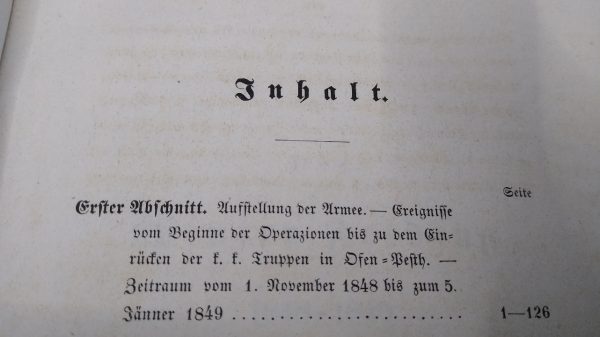 Inhalt.
Seite
Erster Abschnitt. Aufstellung der Armee. — Ereignisse
vom Beginne der Operazionen bis zu dem Ein-
rücken der k. k. Truppen in Ofen-Pesth. —
Zeitraum vom 1. November 1848 bis zum 5.
Jänner 1849 .......................... 1—126